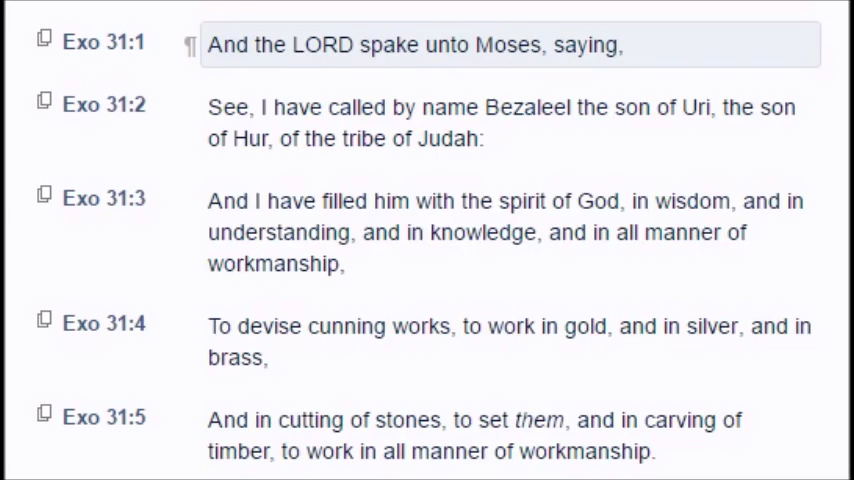 Exo 31:1 ¶ And the LORD spake unto Moses, saying,
Exo 31:2 See, I have called by name Bezaleel the son of Uri, the son
of Hur, of the tribe of Judah:
Exo 31:3 And I have filled him with the spirit of God, in wisdom, and in
understanding, and in knowledge, and in all manner of
workmanship,
Exo 31:4 To devise cunning works, to work in gold, and in silver, and in
brass,
Exo 31:5 And in cutting of stones, to set them, and in carving of
timber, to work in all manner of workmanship.